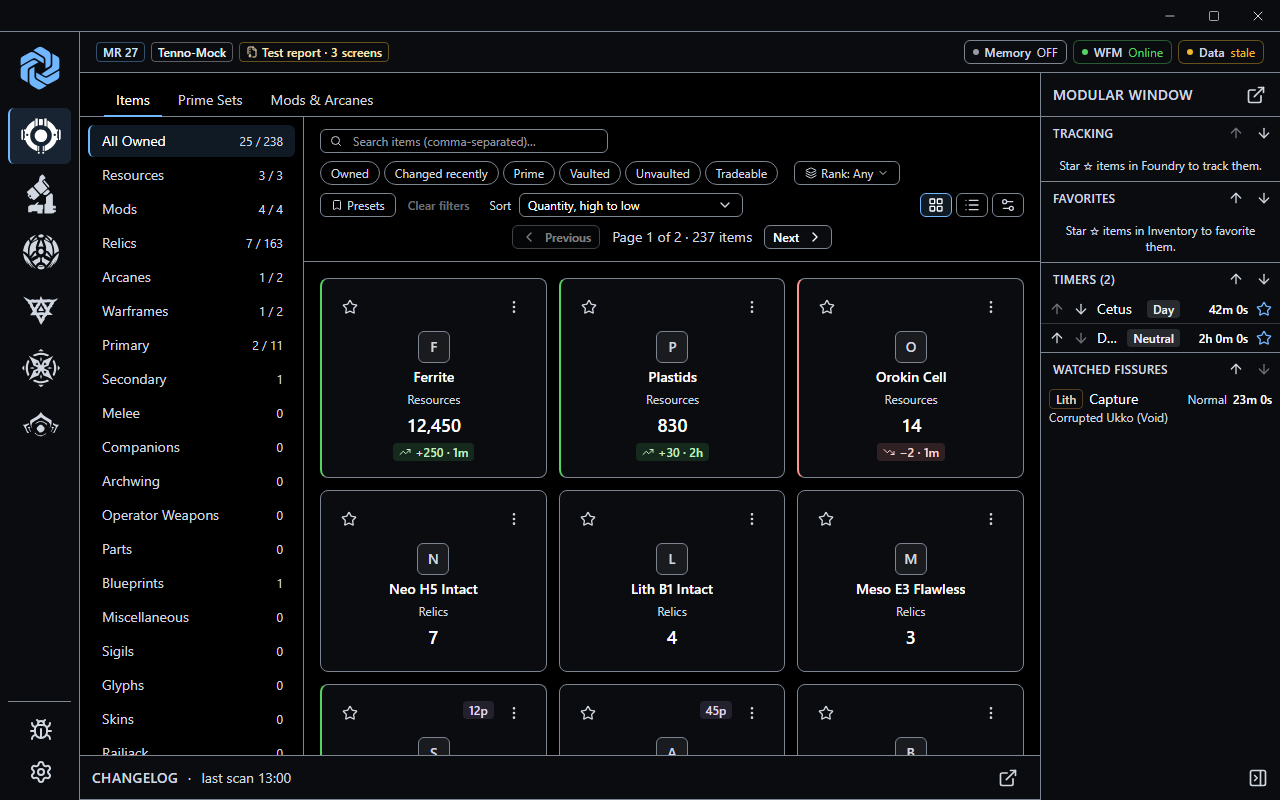 MR 27 Tenno-Mock Test report · 3 screens Memory OFF WFM Online Data stale
Items Prime Sets Mods & Arcanes
All Owned 25 / 238
Resources 3 / 3
Mods 4 / 4
Relics 7 / 163
Arcanes 1 / 2
Warframes 1 / 2
Primary 2 / 11
Secondary 1
Melee 0
Companions 0
Archwing 0
Operator Weapons 0
Parts 0
Blueprints 1
Miscellaneous 0
Sigils 0
Glyphs 0
Skins 0
Railjack 0
Search items (comma-separated)...
Owned Changed recently Prime Vaulted Unvaulted Tradeable Rank: Any
Presets Clear filters Sort Quantity, high to low
Previous Page 1 of 2 · 237 items Next
F
Ferrite
Resources
12,450
+250 · 1m
P
Plastids
Resources
830
+30 · 2h
O
Orokin Cell
Resources
14
−2 · 1m
N
Neo H5 Intact
Relics
7
L
Lith B1 Intact
Relics
4
M
Meso E3 Flawless
Relics
3
12p
S
45p
A
B
MODULAR WINDOW
TRACKING
Star ☆ items in Foundry to track them.
FAVORITES
Star ☆ items in Inventory to favorite
them.
TIMERS (2)
Cetus Day 42m 0s
D... Neutral 2h 0m 0s
WATCHED FISSURES
Lith Capture Normal 23m 0s
Corrupted Ukko (Void)
CHANGELOG · last scan 13:00